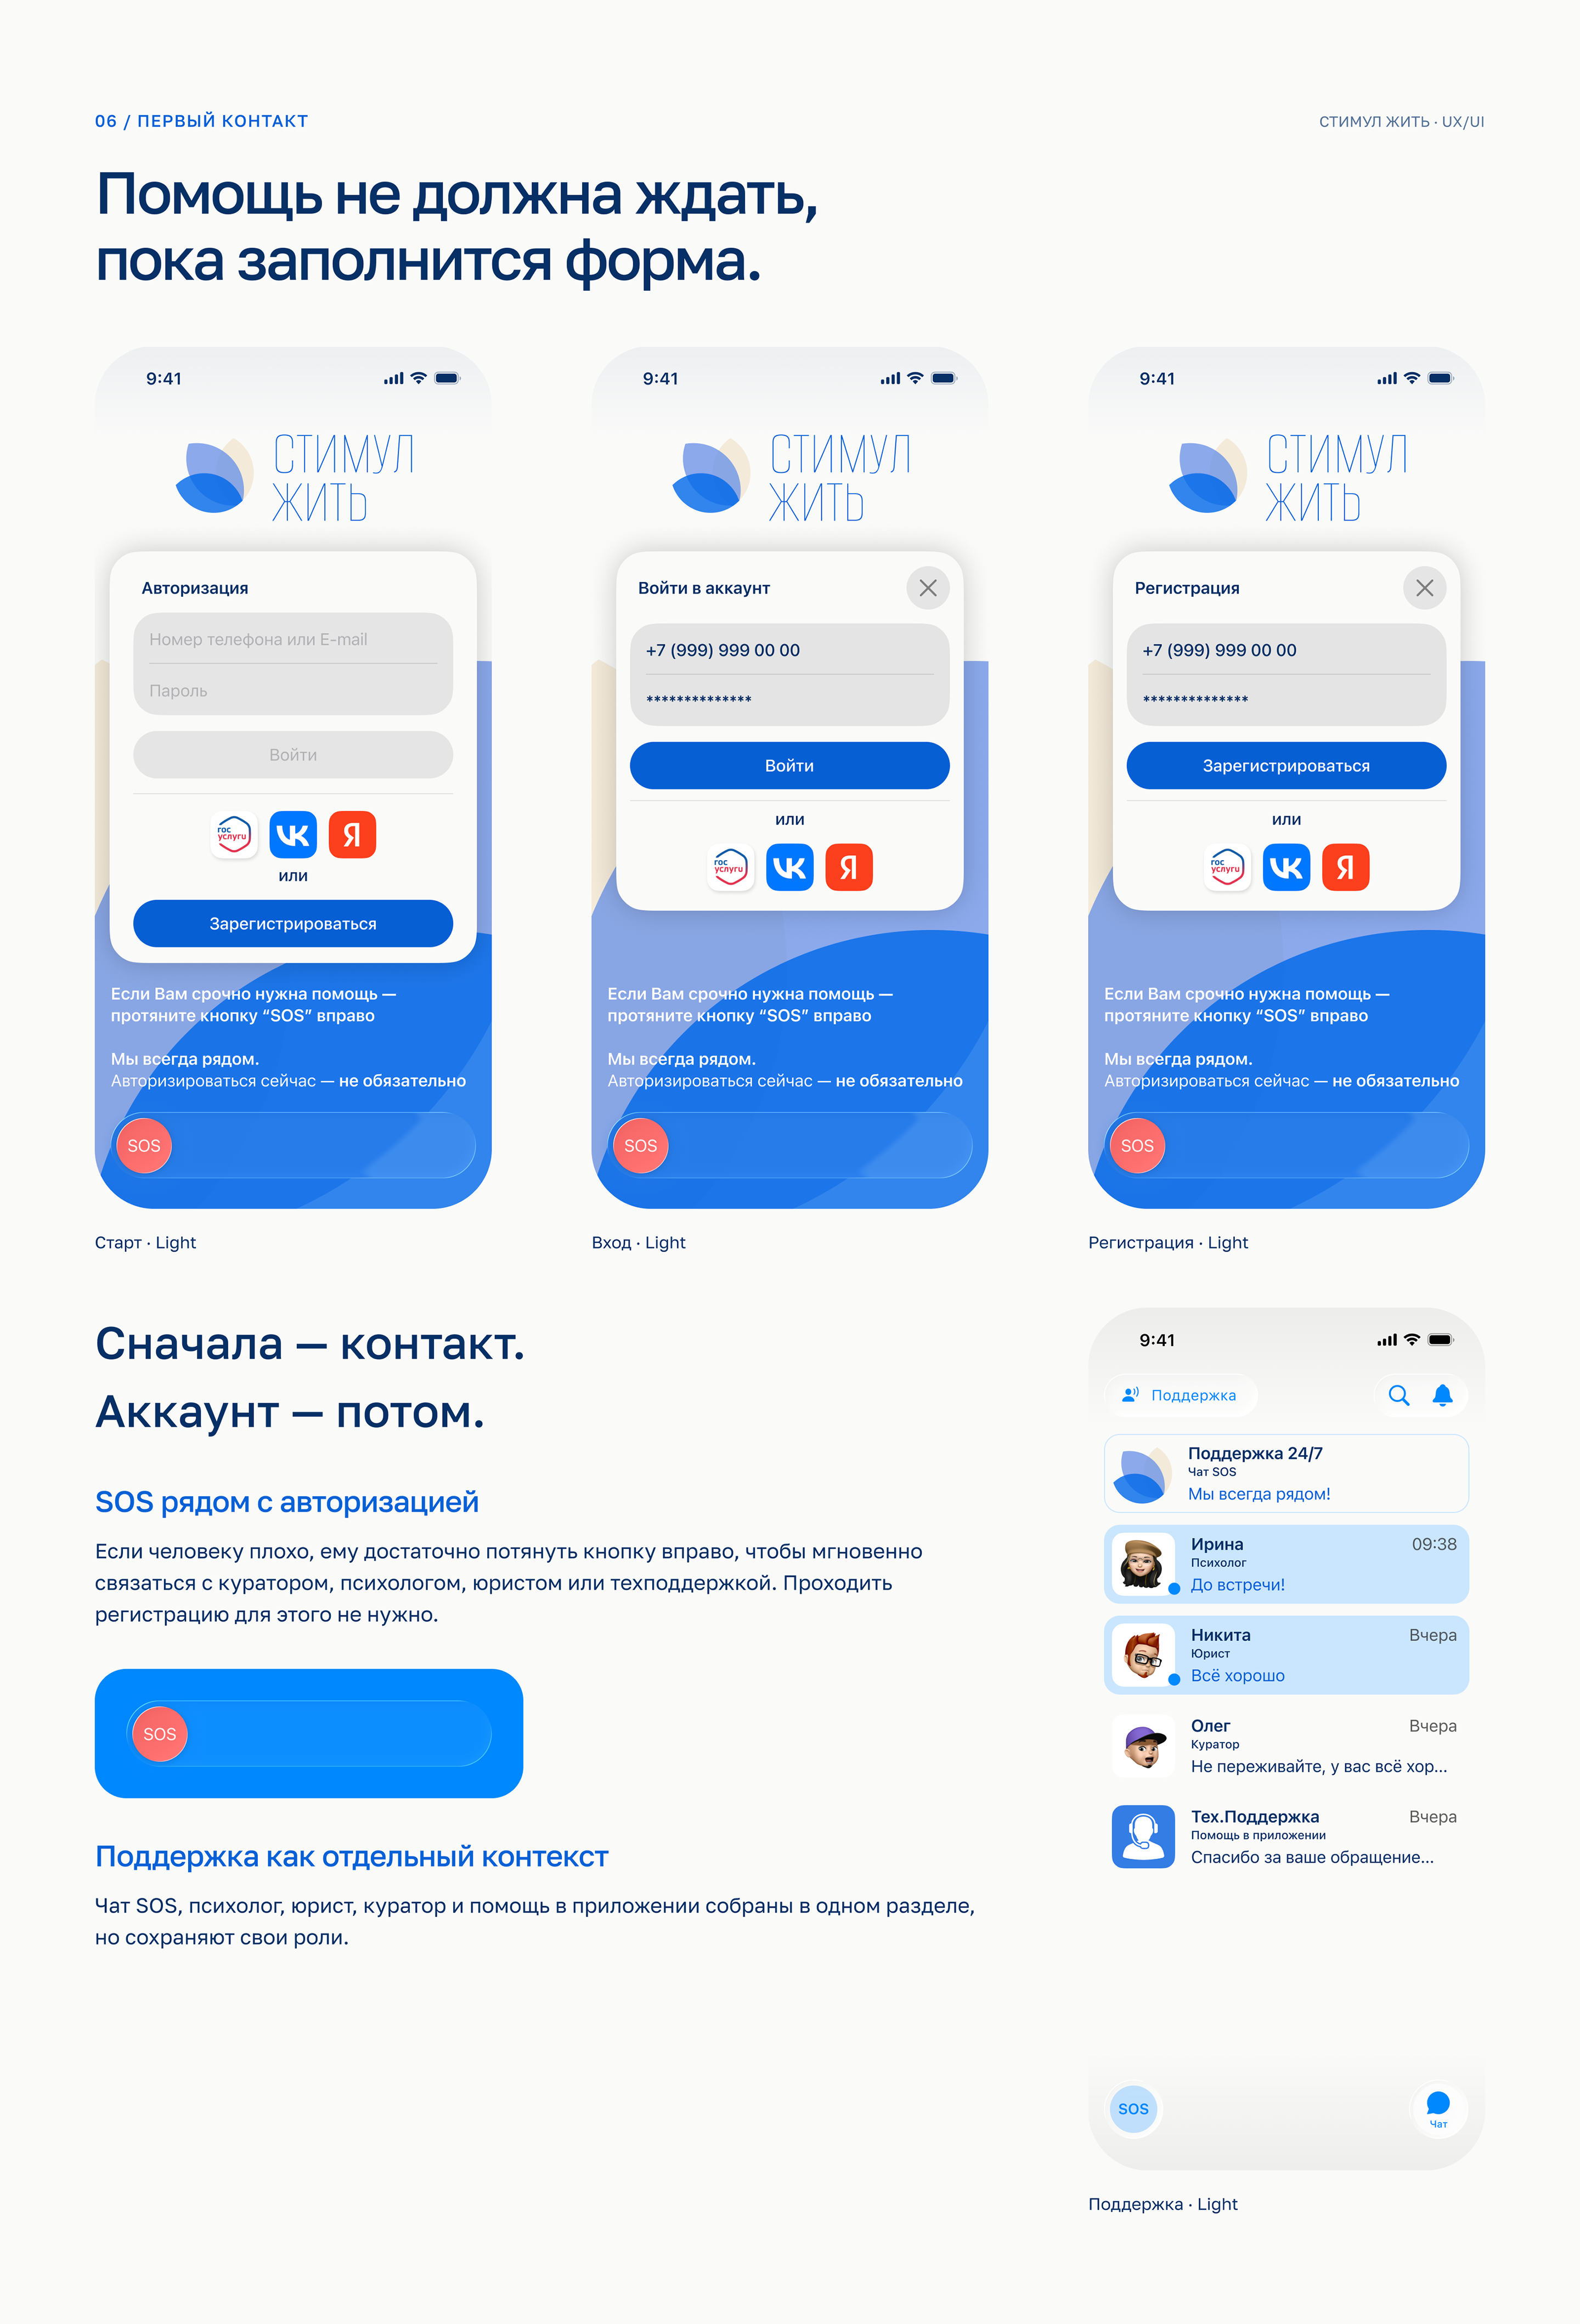 06 / ПЕРВЫЙ КОНТАКТ
СТИМУЛ ЖИТЬ · UX/UI
Помощь не должна ждать,
пока заполнится форма.
9:41
СТИМУЛ
ЖИТЬ
Авторизация
Номер телефона или E-mail
Пароль
Войти
гос
услуги
VK
Я
или
Зарегистрироваться
Если Вам срочно нужна помощь —
протяните кнопку “SOS” вправо
Мы всегда рядом.
Авторизироваться сейчас — не обязательно
SOS
Старт · Light
9:41
СТИМУЛ
ЖИТЬ
Войти в аккаунт
+7 (999) 999 00 00
**************
Войти
или
гос
услуги
VK
Я
Если Вам срочно нужна помощь —
протяните кнопку “SOS” вправо
Мы всегда рядом.
Авторизироваться сейчас — не обязательно
SOS
Вход · Light
9:41
СТИМУЛ
ЖИТЬ
Регистрация
+7 (999) 999 00 00
**************
Зарегистрироваться
или
гос
услуги
VK
Я
Если Вам срочно нужна помощь —
протяните кнопку “SOS” вправо
Мы всегда рядом.
Авторизироваться сейчас — не обязательно
SOS
Регистрация · Light
Сначала — контакт.
Аккаунт — потом.
SOS рядом с авторизацией
Если человеку плохо, ему достаточно потянуть кнопку вправо, чтобы мгновенно
связаться с куратором, психологом, юристом или техподдержкой. Проходить
регистрацию для этого не нужно.
SOS
Поддержка как отдельный контекст
Чат SOS, психолог, юрист, куратор и помощь в приложении собраны в одном разделе,
но сохраняют свои роли.
9:41
Поддержка
Поддержка 24/7
Чат SOS
Мы всегда рядом!
Ирина 09:38
Психолог
До встречи!
Никита Вчера
Юрист
Всё хорошо
Олег Вчера
Куратор
Не переживайте, у вас всё хор...
Тех.Поддержка Вчера
Помощь в приложении
Спасибо за ваше обращение...
SOS
Чат
Поддержка · Light